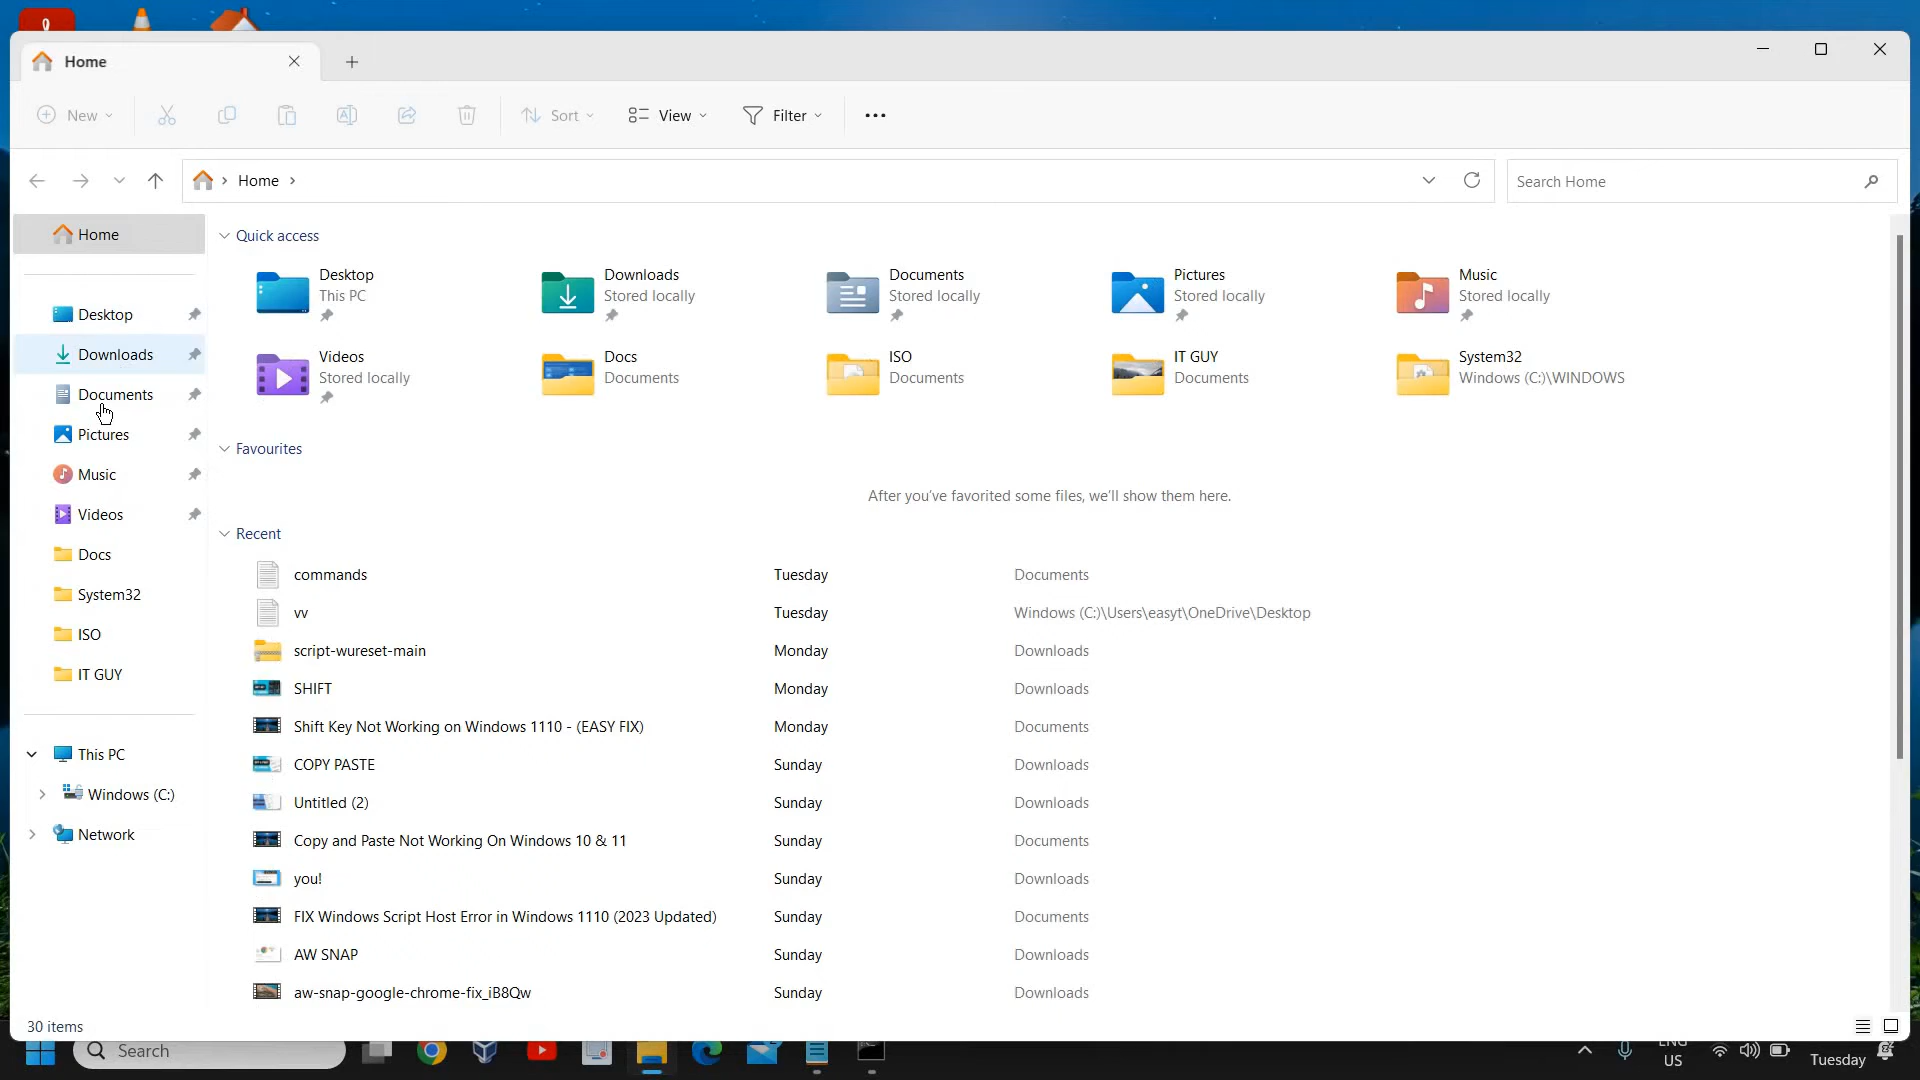 Home
New
Sort
View
Filter
Home
Search Home
Home
Desktop
Downloads
Documents
Pictures
Music
Videos
Docs
System32
ISO
IT GUY
This PC
Windows (C:)
Network
Quick access
Desktop
This PC
Downloads
Stored locally
Documents
Stored locally
Pictures
Stored locally
Music
Stored locally
Videos
Stored locally
Docs
Documents
ISO
Documents
IT GUY
Documents
System32
Windows (C:)\WINDOWS
Favourites
After you've favorited some files, we'll show them here.
Recent
commands Tuesday Documents
vv Tuesday Windows (C:)\Users\easyt\OneDrive\Desktop
script-wureset-main Monday Downloads
SHIFT Monday Downloads
Shift Key Not Working on Windows 1110 - (EASY FIX) Monday Documents
COPY PASTE Sunday Downloads
Untitled (2) Sunday Downloads
Copy and Paste Not Working On Windows 10 & 11 Sunday Documents
you! Sunday Downloads
FIX Windows Script Host Error in Windows 1110 (2023 Updated) Sunday Documents
AW SNAP Sunday Downloads
aw-snap-google-chrome-fix_iB8Qw Sunday Downloads
30 items
Search
ENG
US
Tuesday